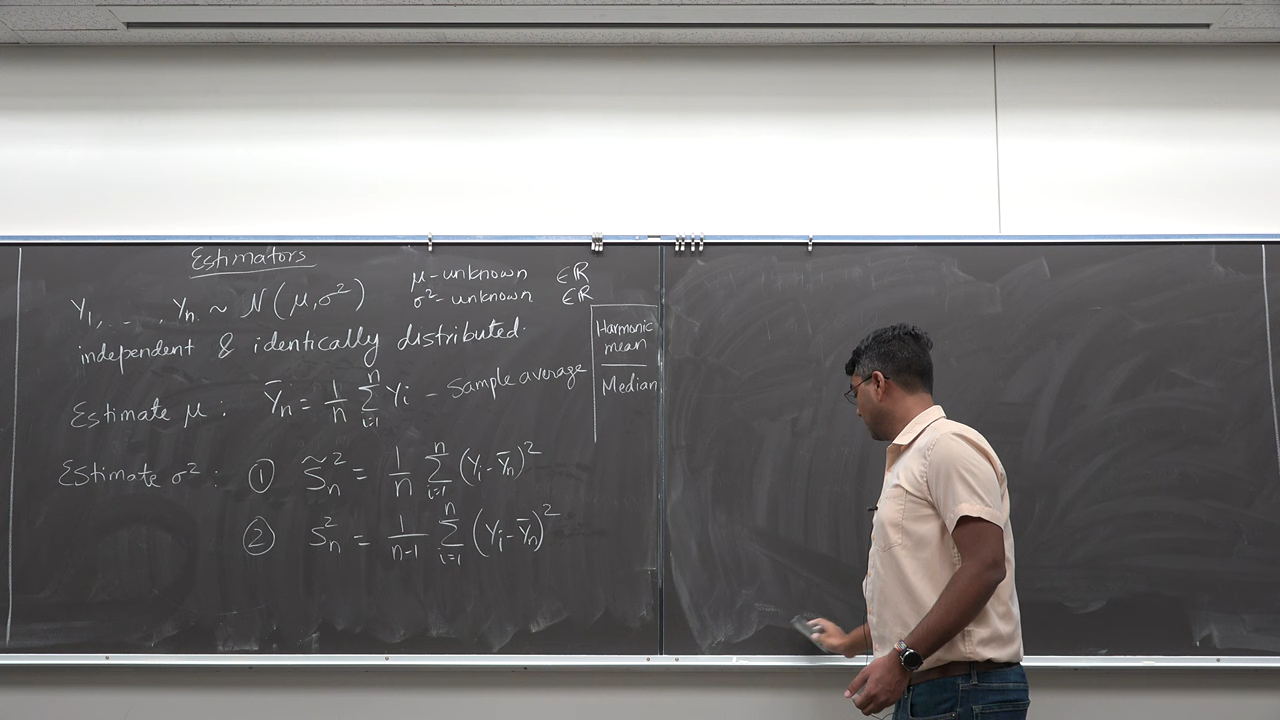 Estimators
Y₁, ... , Yₙ ~ N(μ, σ²)
μ - unknown ∈ ℝ
σ² - unknown ∈ ℝ
independent & identically distributed.
Estimate μ : Ȳₙ = 1/n ∑ᵢ₌₁ⁿ Yᵢ - sample average
Harmonic
mean
Median
Estimate σ² : ① S̃ₙ² = 1/n ∑ᵢ₌₁ⁿ (Yᵢ - Ȳₙ)²
② Sₙ² = 1/(n-1) ∑ᵢ₌₁ⁿ (Yᵢ - Ȳₙ)²